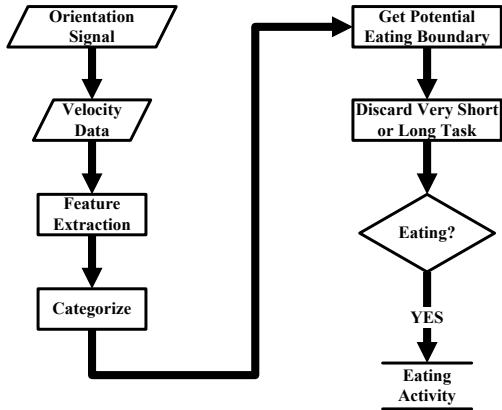 Orientation
Signal
Velocity
Data
Feature
Extraction
Categorize
Get Potential
Eating Boundary
Discard Very Short
or Long Task
Eating?
YES
Eating
Activity